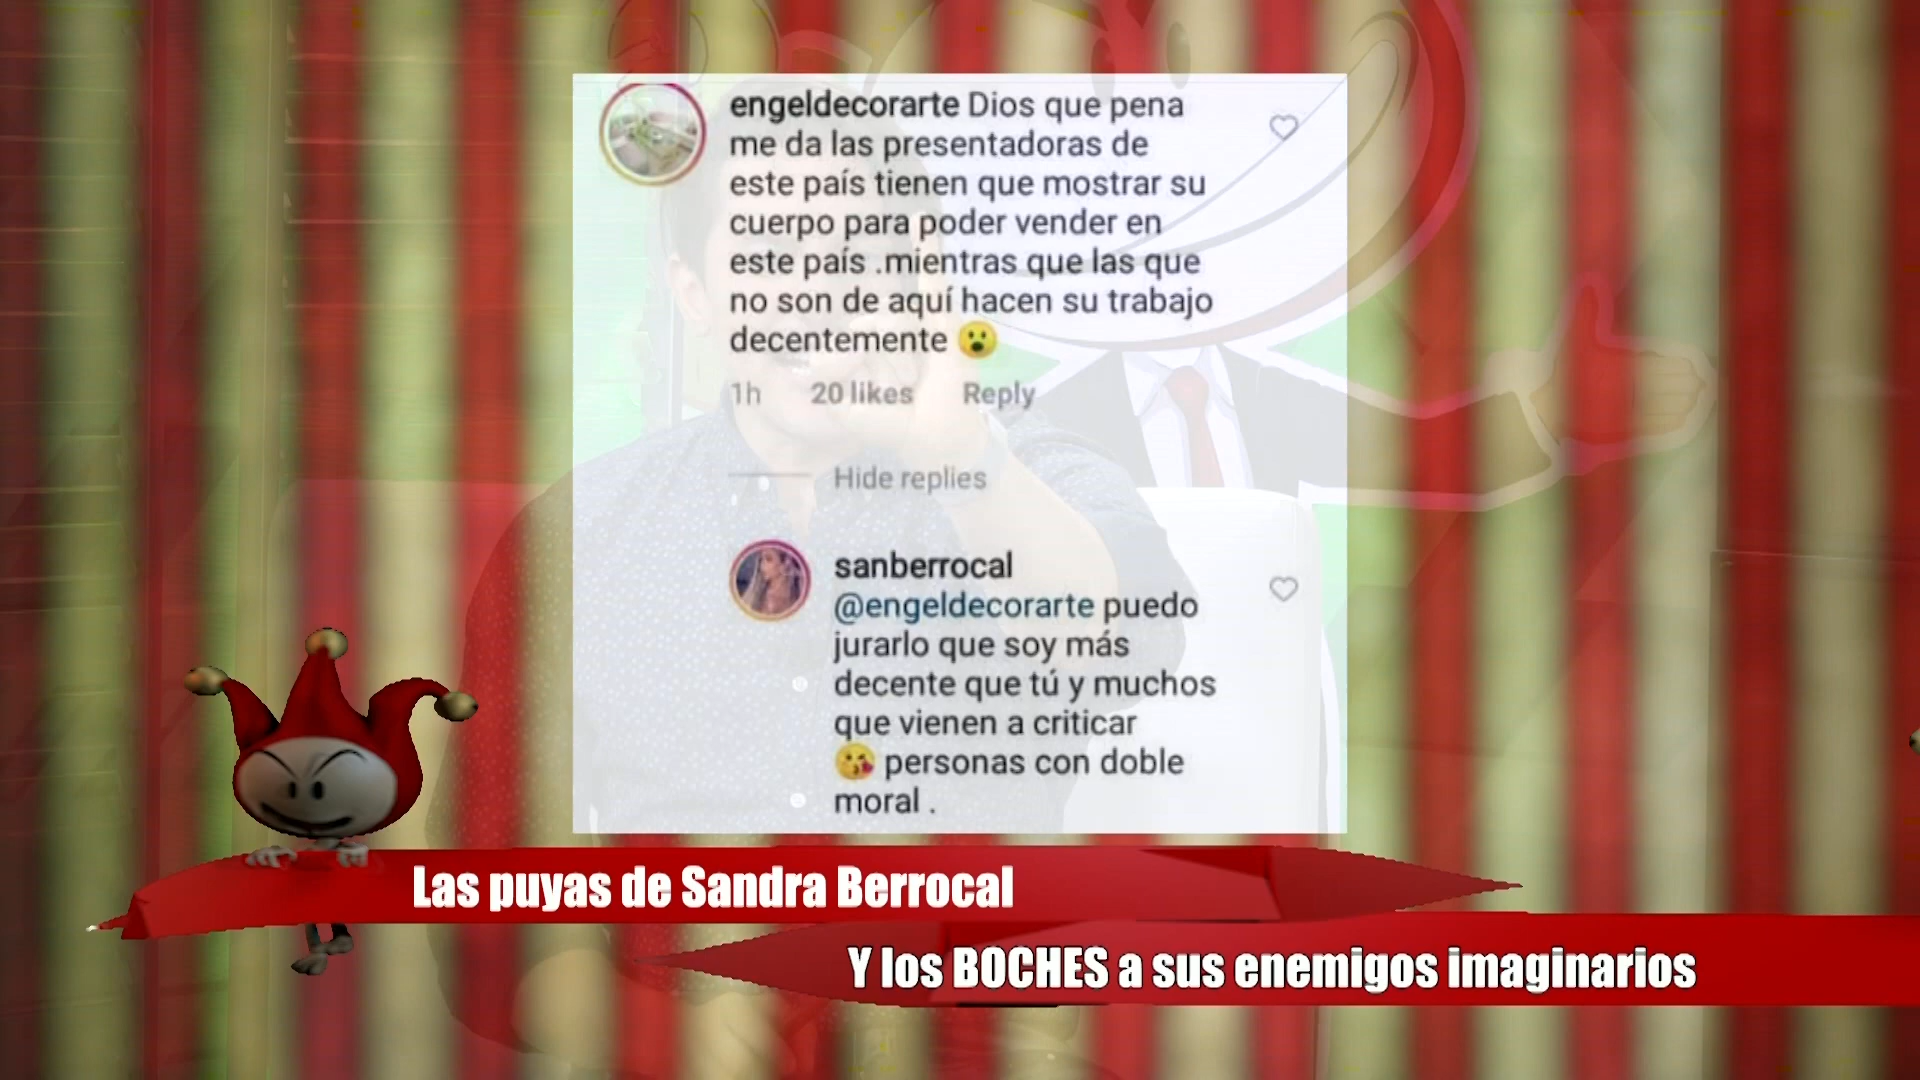 engeldecorarte Dios que pena
me da las presentadoras de
este país tienen que mostrar su
cuerpo para poder vender en
este país .mientras que las que
no son de aquí hacen su trabajo
decentemente 😮
1h 20 likes Reply
Hide replies
sanberrocal
@engeldecorarte puedo
jurarlo que soy más
decente que tú y muchos
que vienen a criticar
😘 personas con doble
moral .
Las puyas de Sandra Berrocal
Y los BOCHES a sus enemigos imaginarios